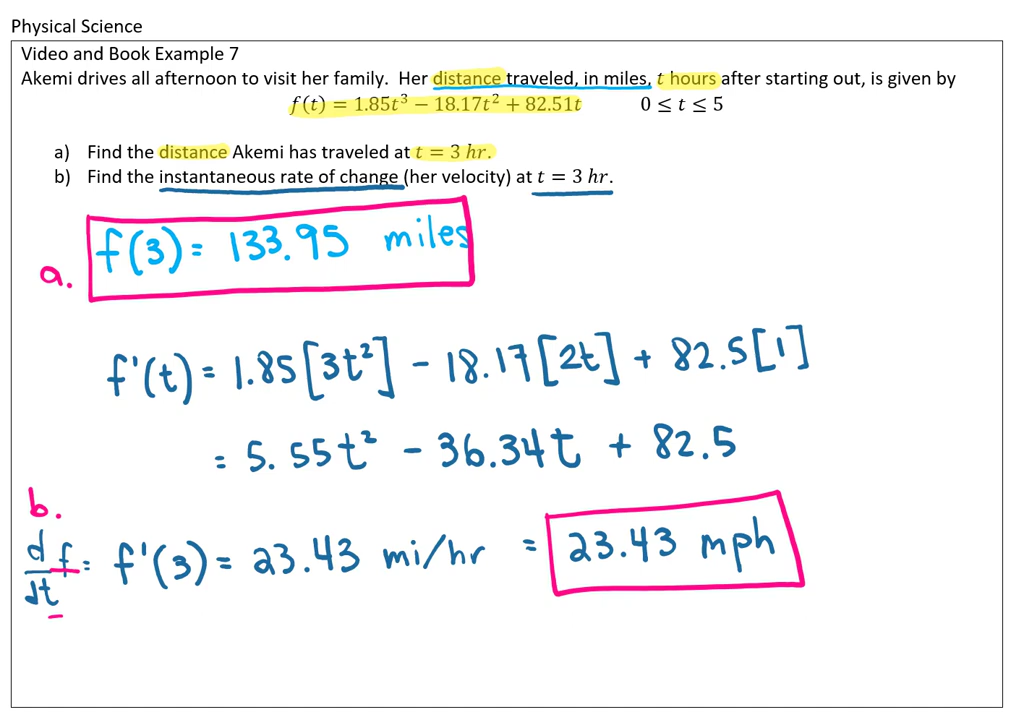 Physical Science
Video and Book Example 7
Akemi drives all afternoon to visit her family. Her distance traveled, in miles, t hours after starting out, is given by
f(t) = 1.85t³ − 18.17t² + 82.51t 0 ≤ t ≤ 5
a) Find the distance Akemi has traveled at t = 3 hr.
b) Find the instantaneous rate of change (her velocity) at t = 3 hr.
a. f(3) = 133.95 miles
f'(t) = 1.85[3t²] - 18.17[2t] + 82.5[1]
= 5.55t² - 36.34t + 82.5
b.
d/dt f = f'(3) = 23.43 mi/hr = 23.43 mph